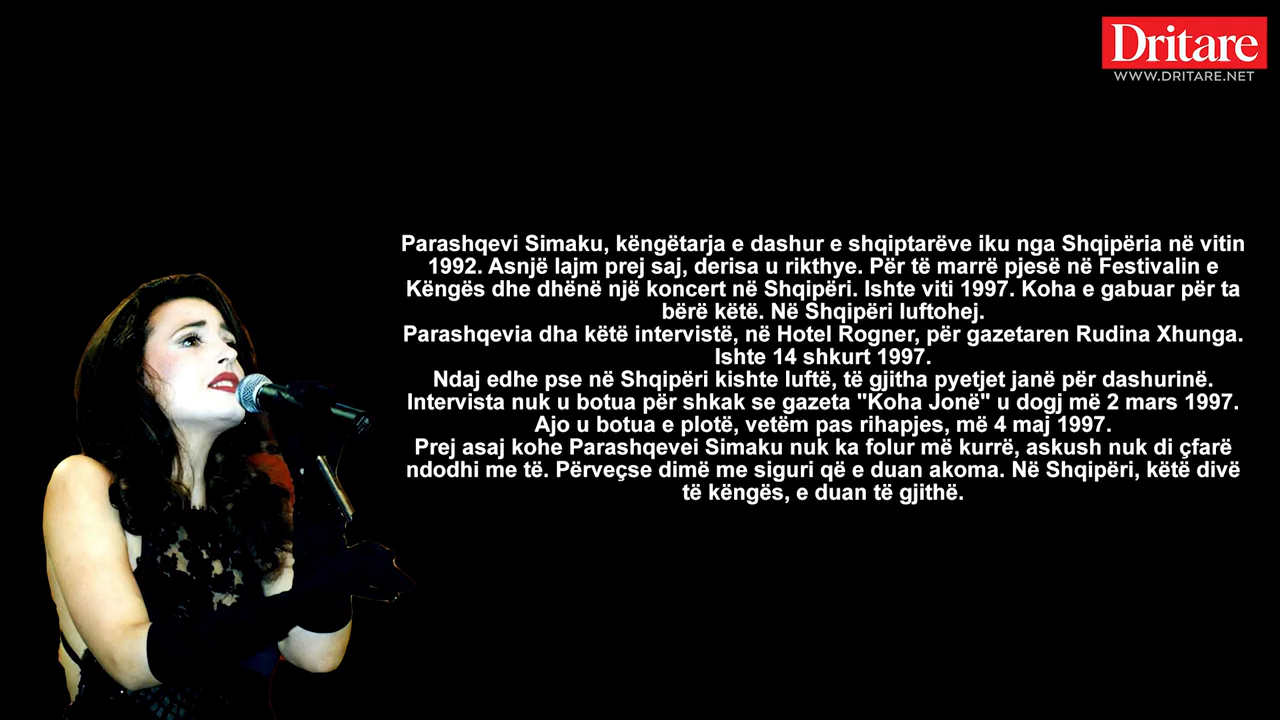 Dritare
WWW.DRITARE.NET
Parashqevi Simaku, këngëtarja e dashur e shqiptarëve iku nga Shqipëria në vitin
1992. Asnjë lajm prej saj, derisa u rikthye. Për të marrë pjesë në Festivalin e
Këngës dhe dhënë një koncert në Shqipëri. Ishte viti 1997. Koha e gabuar për ta
bërë këtë. Në Shqipëri luftohej.
Parashqevia dha këtë intervistë, në Hotel Rogner, për gazetaren Rudina Xhunga.
Ishte 14 shkurt 1997.
Ndaj edhe pse në Shqipëri kishte luftë, të gjitha pyetjet janë për dashurinë.
Intervista nuk u botua për shkak se gazeta "Koha Jonë" u dogj më 2 mars 1997.
Ajo u botua e plotë, vetëm pas rihapjes, më 4 maj 1997.
Prej asaj kohe Parashqevei Simaku nuk ka folur më kurrë, askush nuk di çfarë
ndodhi me të. Përveçse dimë me siguri që e duan akoma. Në Shqipëri, këtë divë
të këngës, e duan të gjithë.